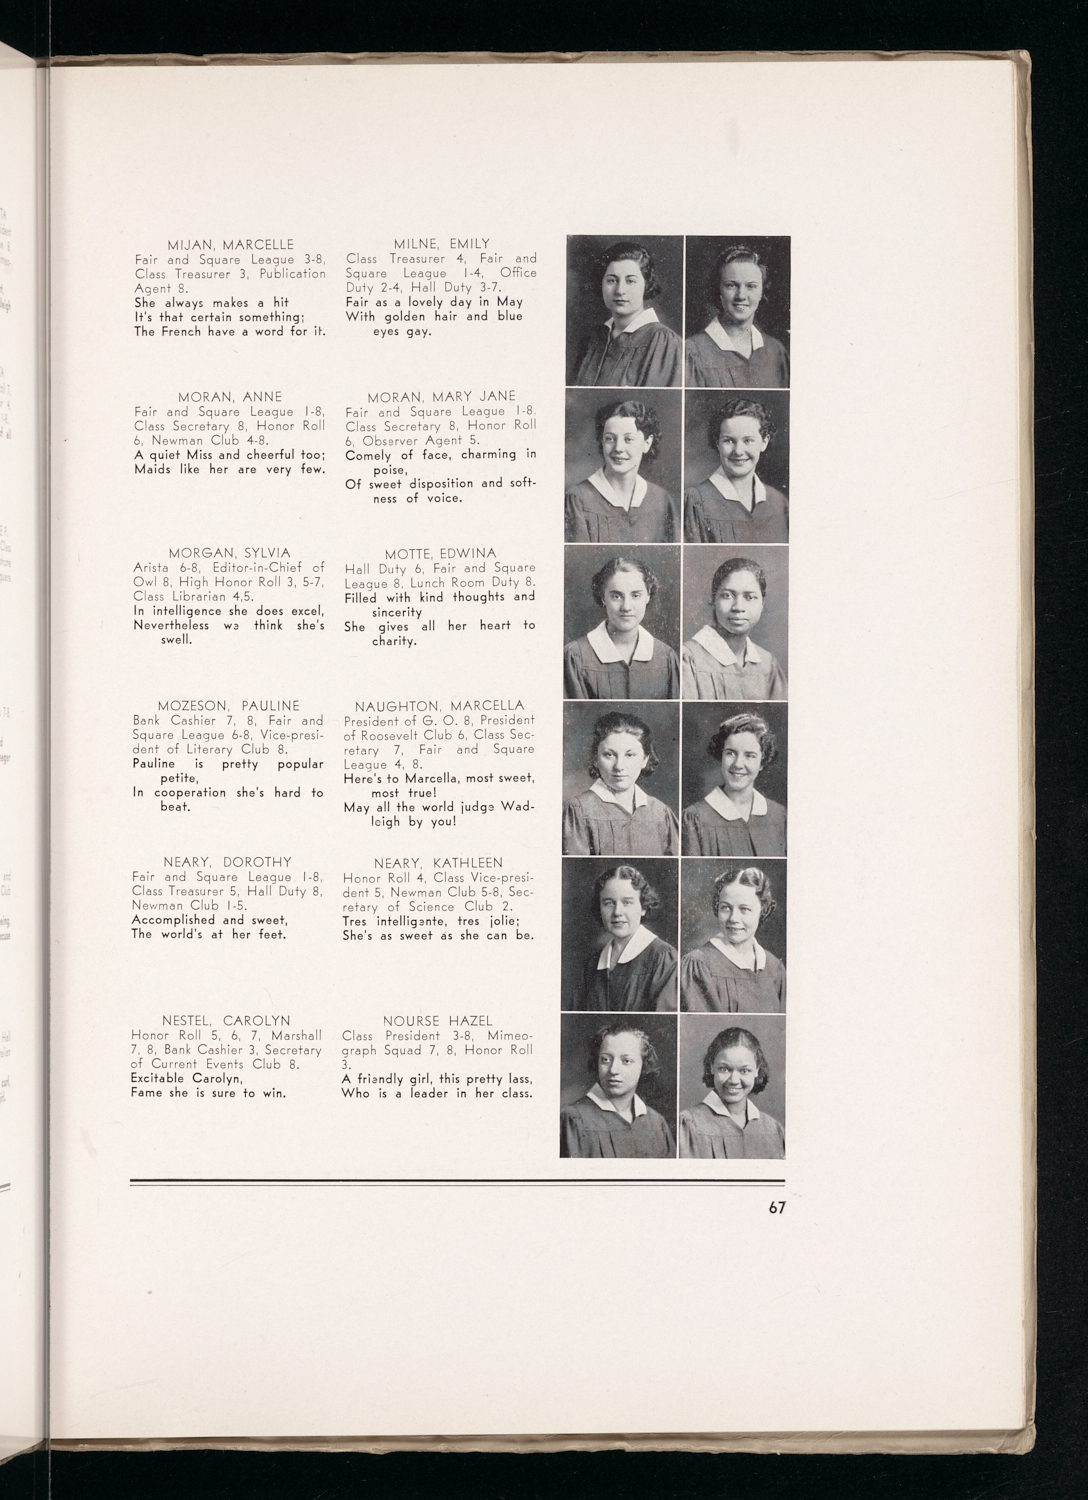 MIJAN, MARCELLE
Fair and Square League 3-8,
Class Treasurer 3, Publication
Agent 8.
She always makes a hit
It's that certain something;
The French have a word for it.
MILNE, EMILY
Class Treasurer 4, Fair and
Square League 1-4, Office
Duty 2-4, Hall Duty 3-7.
Fair as a lovely day in May
With golden hair and blue
eyes gay.
MORAN, ANNE
Fair and Square League 1-8,
Class Secretary 8, Honor Roll
6, Newman Club 4-8.
A quiet Miss and cheerful too;
Maids like her are very few.
MORAN, MARY JANE
Fair and Square League 1-8.
Class Secretary 8, Honor Roll
6, Observer Agent 5.
Comely of face, charming in
poise,
Of sweet disposition and soft-
ness of voice.
MORGAN, SYLVIA
Arista 6-8, Editor-in-Chief of
Owl 8, High Honor Roll 3, 5-7,
Class Librarian 4,5.
In intelligence she does excel,
Nevertheless we think she's
swell.
MOTTE, EDWINA
Hall Duty 6, Fair and Square
League 8, Lunch Room Duty 8.
Filled with kind thoughts and
sincerity
She gives all her heart to
charity.
MOZESON, PAULINE
Bank Cashier 7, 8, Fair and
Square League 6-8, Vice-presi-
dent of Literary Club 8.
Pauline is pretty popular
petite,
In cooperation she's hard to
beat.
NAUGHTON, MARCELLA
President of G. O. 8, President
of Roosevelt Club 6, Class Sec-
retary 7, Fair and Square
League 4, 8.
Here's to Marcella, most sweet,
most true!
May all the world judge Wad-
leigh by you!
NEARY, DOROTHY
Fair and Square League 1-8,
Class Treasurer 5, Hall Duty 8,
Newman Club 1-5.
Accomplished and sweet,
The world's at her feet.
NEARY, KATHLEEN
Honor Roll 4, Class Vice-presi-
dent 5, Newman Club 5-8, Sec-
retary of Science Club 2.
Tres intelligente, tres jolie;
She's as sweet as she can be.
NESTEL, CAROLYN
Honor Roll 5, 6, 7, Marshall
7, 8, Bank Cashier 3, Secretary
of Current Events Club 8.
Excitable Carolyn,
Fame she is sure to win.
NOURSE HAZEL
Class President 3-8, Mimeo-
graph Squad 7, 8, Honor Roll
3.
A friendly girl, this pretty lass,
Who is a leader in her class.
67